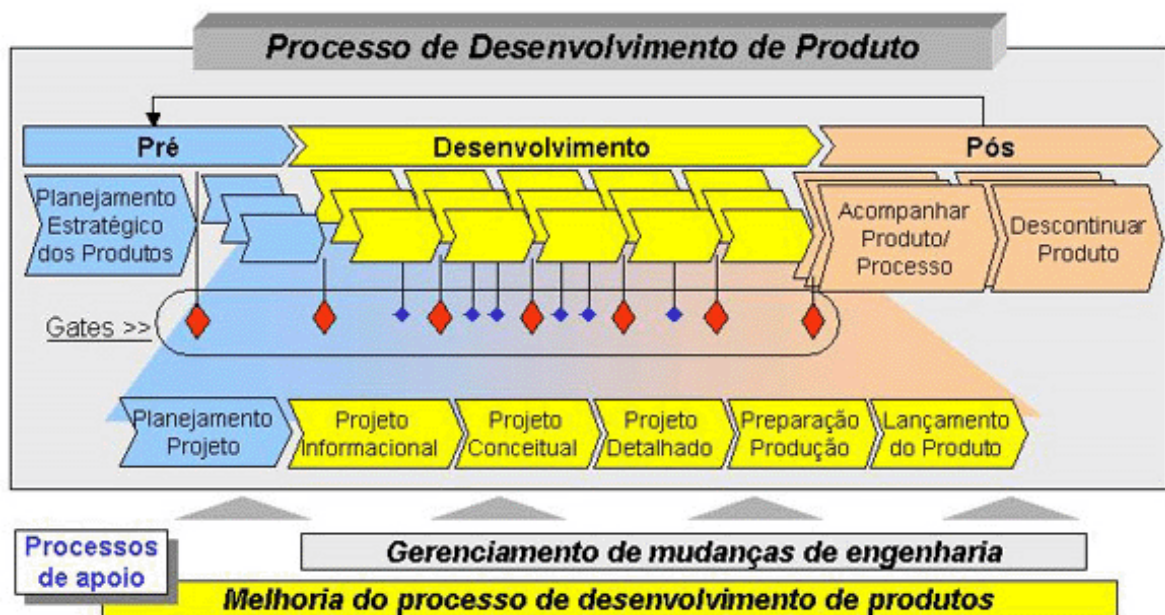 Processo de Desenvolvimento de Produto
Pré
Desenvolvimento
Pós
Planejamento
Estratégico
dos Produtos
Acompanhar
Produto/
Processo
Descontinuar
Produto
Gates >>
Planejamento
Projeto
Projeto
Informacional
Projeto
Conceitual
Projeto
Detalhado
Preparação
Produção
Lançamento
do Produto
Processos
de apoio
Gerenciamento de mudanças de engenharia
Melhoria do processo de desenvolvimento de produtos